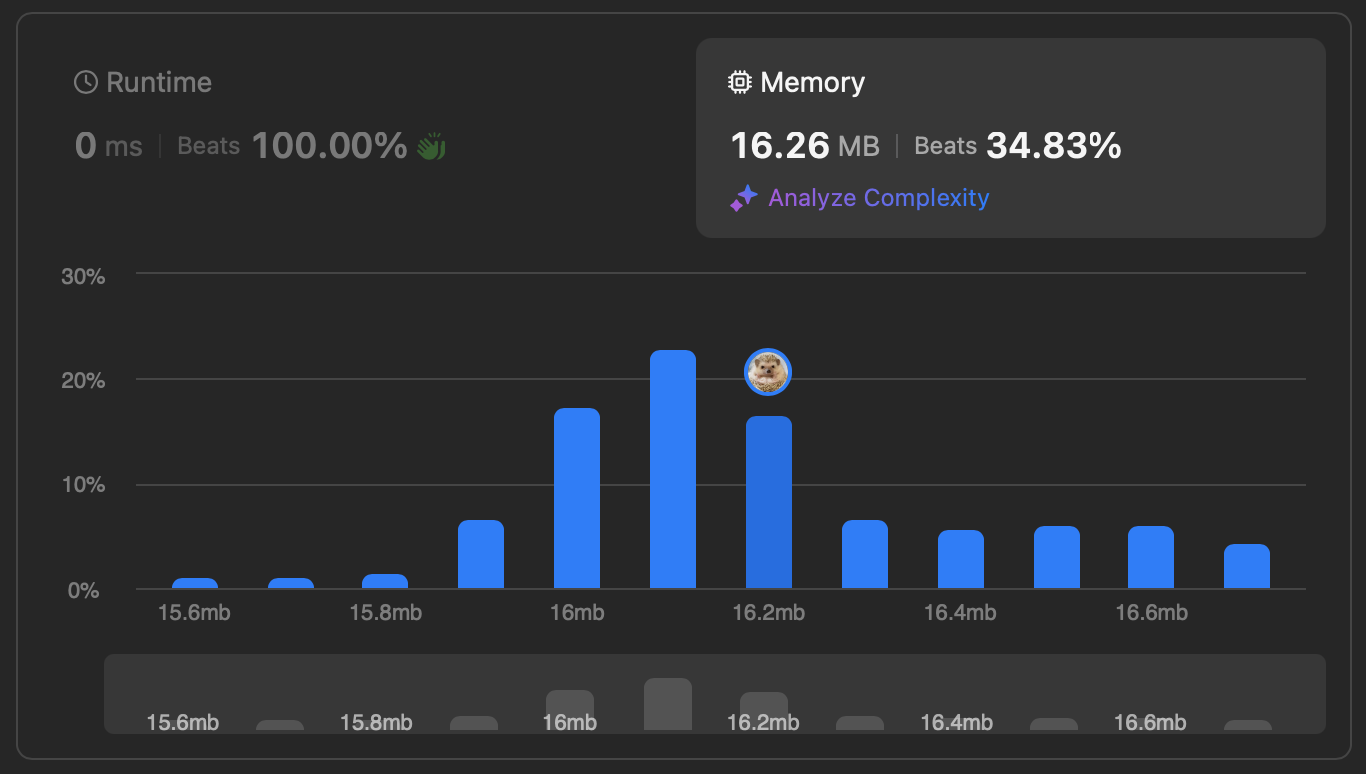 Runtime
0 ms | Beats 100.00%
Memory
16.26 MB | Beats 34.83%
Analyze Complexity
30%
20%
10%
0%
15.6mb 15.8mb 16mb 16.2mb 16.4mb 16.6mb
15.6mb 15.8mb 16mb 16.2mb 16.4mb 16.6mb